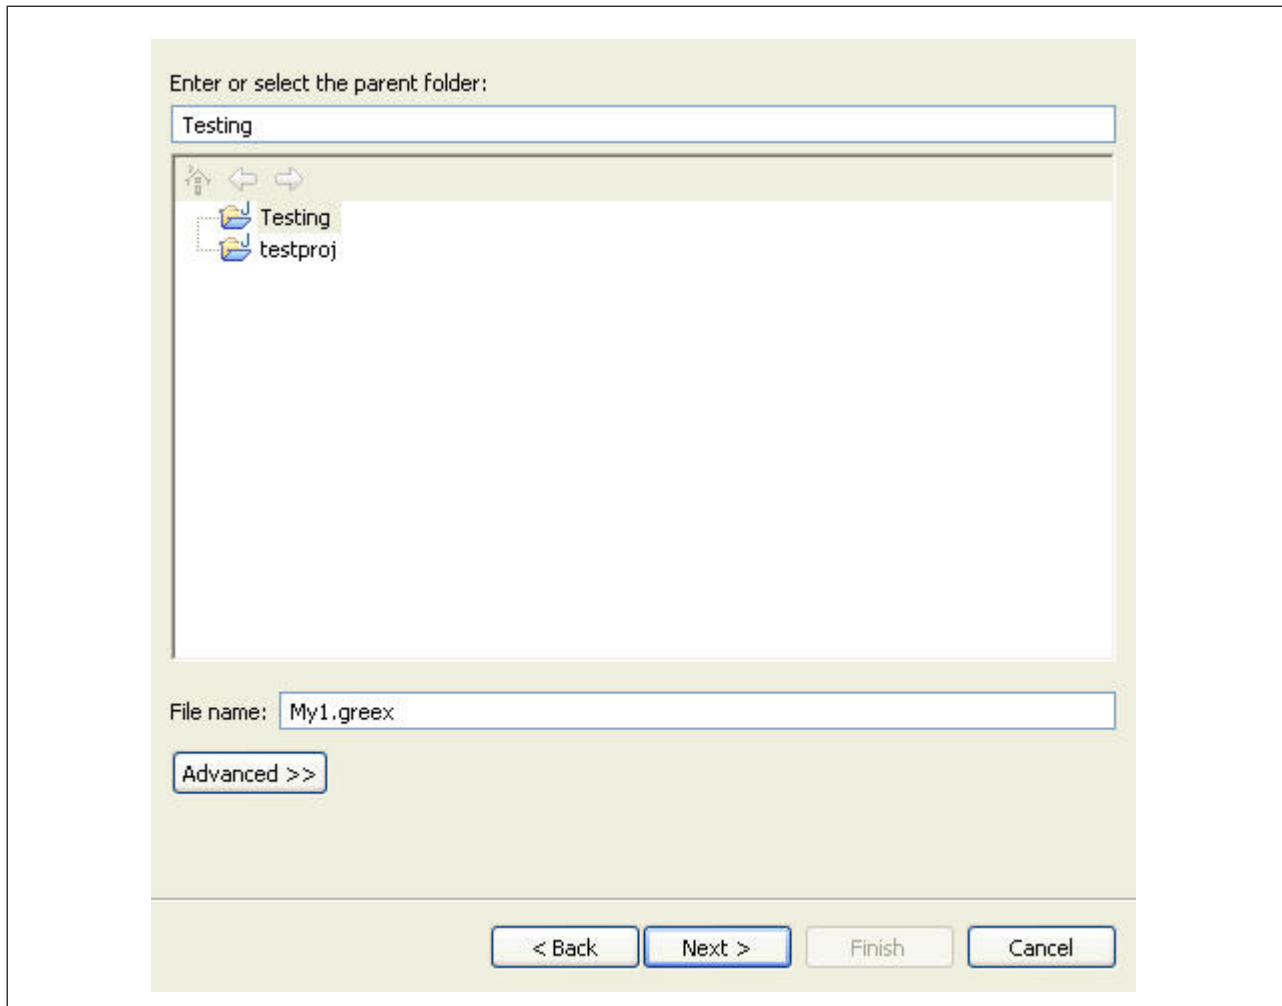 Enter or select the parent folder:
Testing
Testing
testproj
File name: My1.greex
Advanced >>
< Back Next > Finish Cancel